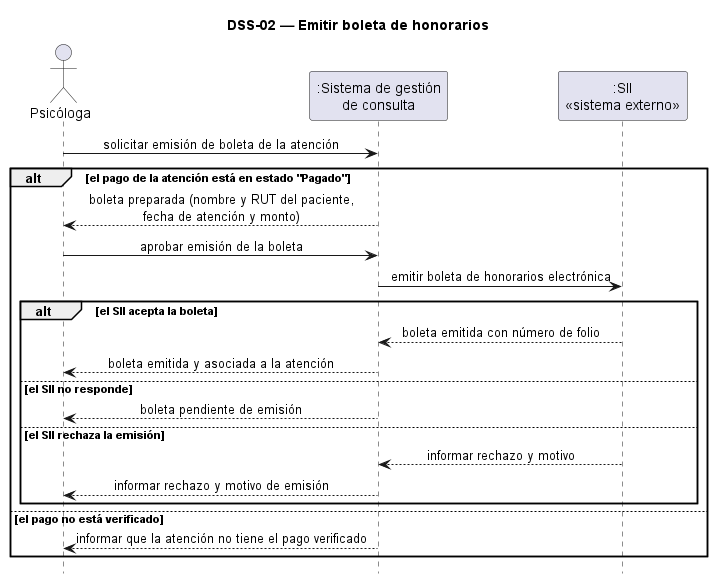 DSS-02 — Emitir boleta de honorarios
Psicóloga
:Sistema de gestión
de consulta
:SII
«sistema externo»
solicitar emisión de boleta de la atención
alt
[el pago de la atención está en estado "Pagado"]
boleta preparada (nombre y RUT del paciente,
fecha de atención y monto)
aprobar emisión de la boleta
emitir boleta de honorarios electrónica
alt
[el SII acepta la boleta]
boleta emitida con número de folio
boleta emitida y asociada a la atención
[el SII no responde]
boleta pendiente de emisión
[el SII rechaza la emisión]
informar rechazo y motivo
informar rechazo y motivo de emisión
[el pago no está verificado]
informar que la atención no tiene el pago verificado